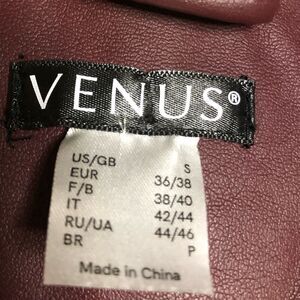 VENUS®
US/GB S
EUR 36/38
F/B 38/40
IT 42/44
RU/UA 44/46
BR P
Made in China